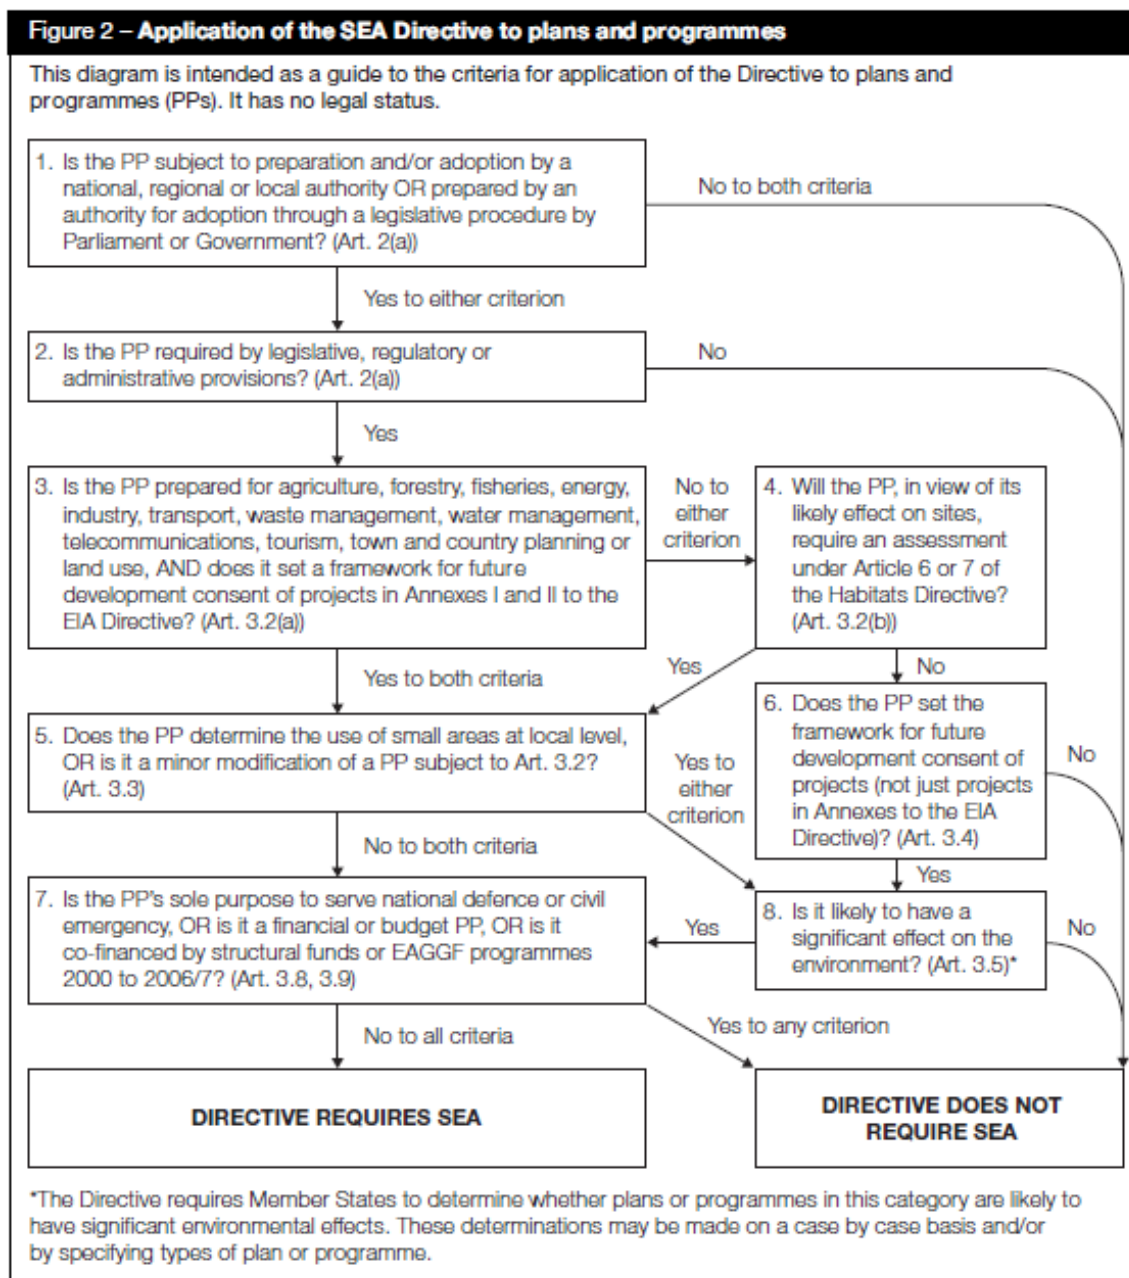 Figure 2 – Application of the SEA Directive to plans and programmes
This diagram is intended as a guide to the criteria for application of the Directive to plans and
programmes (PPs). It has no legal status.
1. Is the PP subject to preparation and/or adoption by a
national, regional or local authority OR prepared by an
authority for adoption through a legislative procedure by
Parliament or Government? (Art. 2(a))
No to both criteria
Yes to either criterion
2. Is the PP required by legislative, regulatory or
administrative provisions? (Art. 2(a))
No
Yes
3. Is the PP prepared for agriculture, forestry, fisheries, energy,
industry, transport, waste management, water management,
telecommunications, tourism, town and country planning or
land use, AND does it set a framework for future
development consent of projects in Annexes I and II to the
EIA Directive? (Art. 3.2(a))
No to
either
criterion
4. Will the PP, in view of its
likely effect on sites,
require an assessment
under Article 6 or 7 of
the Habitats Directive?
(Art. 3.2(b))
Yes to both criteria
Yes
No
5. Does the PP determine the use of small areas at local level,
OR is it a minor modification of a PP subject to Art. 3.2?
(Art. 3.3)
Yes to
either
criterion
6. Does the PP set the
framework for future
development consent of
projects (not just projects
in Annexes to the EIA
Directive)? (Art. 3.4)
No
No to both criteria
Yes
7. Is the PP's sole purpose to serve national defence or civil
emergency, OR is it a financial or budget PP, OR is it
co-financed by structural funds or EAGGF programmes
2000 to 2006/7? (Art. 3.8, 3.9)
Yes
8. Is it likely to have a
significant effect on the
environment? (Art. 3.5)*
No
No to all criteria
Yes to any criterion
DIRECTIVE REQUIRES SEA
DIRECTIVE DOES NOT
REQUIRE SEA
*The Directive requires Member States to determine whether plans or programmes in this category are likely to
have significant environmental effects. These determinations may be made on a case by case basis and/or
by specifying types of plan or programme.